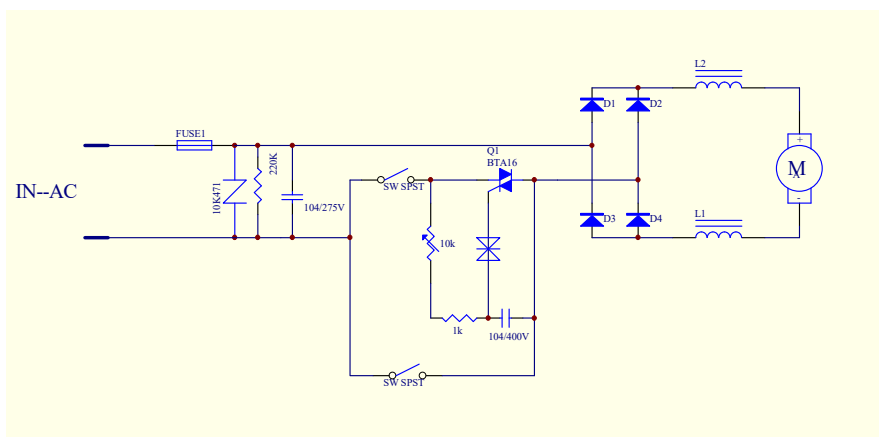 L2
D1
D2
FUSE1
Q1
BTA16
+
M
A
-
IN--AC
10K471
220K
104/275V
SW SPST
10k
D3
D4
L1
1k
104/400V
SW SPST